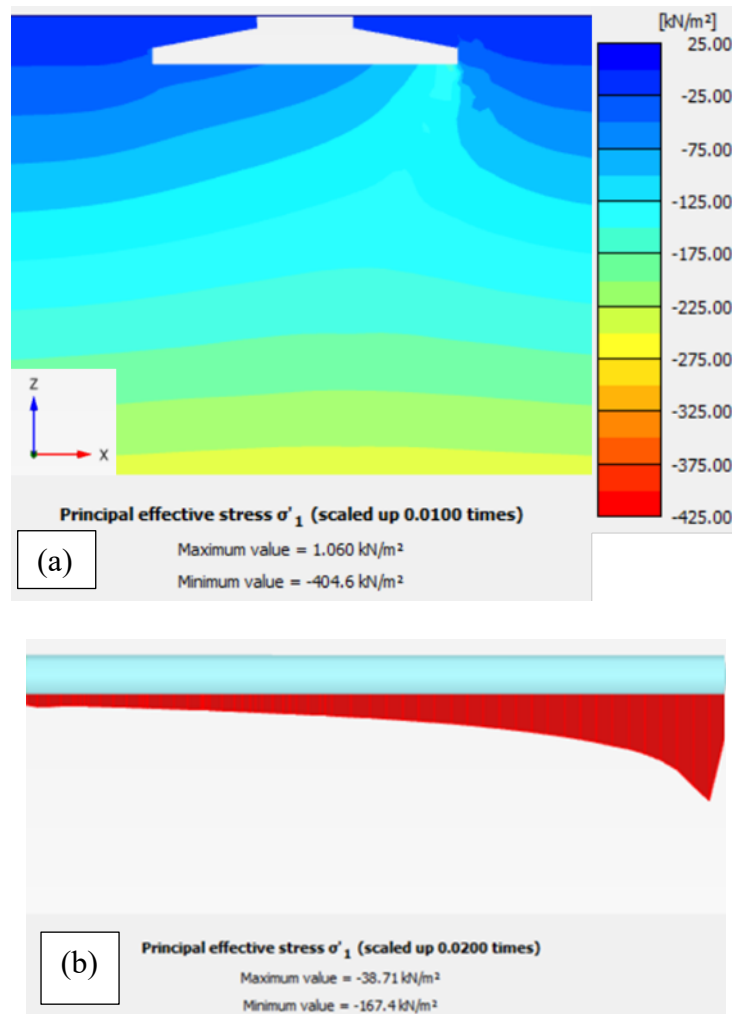 [kN/m²]
25.00
-25.00
-75.00
-125.00
-175.00
-225.00
-275.00
-325.00
-375.00
-425.00
Z
X
Principal effective stress σ'₁ (scaled up 0.0100 times)
Maximum value = 1.060 kN/m²
Minimum value = -404.6 kN/m²
(a)
Principal effective stress σ'₁ (scaled up 0.0200 times)
Maximum value = -38.71 kN/m²
Minimum value = -167.4 kN/m²
(b)